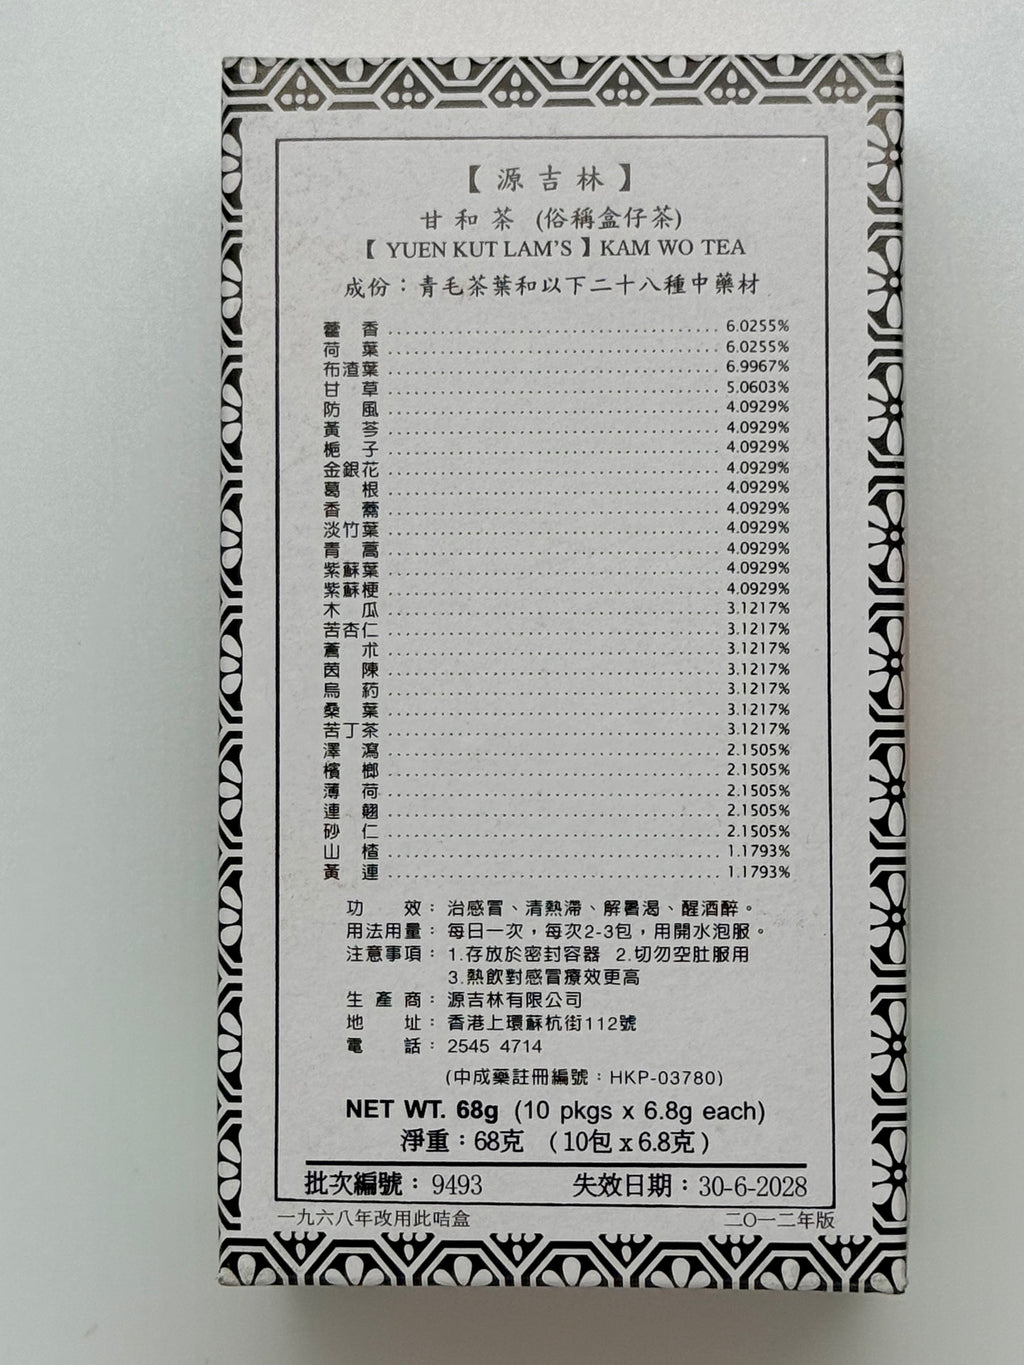 【源吉林】
甘和茶 (俗稱盒仔茶)
【YUEN KUT LAM'S】KAM WO TEA
成份：青毛茶葉和以下二十八種中藥材
藿香 6.0255%
荷葉 6.0255%
布渣葉 6.9967%
甘草 5.0603%
防風 4.0929%
黃芩 4.0929%
梔子 4.0929%
金銀花 4.0929%
葛根 4.0929%
香薷 4.0929%
淡竹葉 4.0929%
青蒿 4.0929%
紫蘇葉 4.0929%
紫蘇梗 4.0929%
木瓜 3.1217%
苦杏仁 3.1217%
蒼朮 3.1217%
茵陳 3.1217%
烏葯 3.1217%
桑葉 3.1217%
苦丁茶 3.1217%
澤瀉 2.1505%
檳榔 2.1505%
薄荷 2.1505%
連翹 2.1505%
砂仁 2.1505%
山楂 1.1793%
黃連 1.1793%
功效：治感冒、清熱滯、解暑渴、醒酒醉。
用法用量：每日一次，每次2-3包，用開水泡服。
注意事項：1.存放於密封容器 2.切勿空肚服用
3.熱飲對感冒療效更高
生產商：源吉林有限公司
地址：香港上環蘇杭街112號
電話：2545 4714
(中成藥註冊編號：HKP-03780)
NET WT. 68g (10 pkgs x 6.8g each)
淨重：68克 (10包 x 6.8克)
批次編號：9493 失效日期：30-6-2028
一九六八年改用此咭盒 二〇一二年版